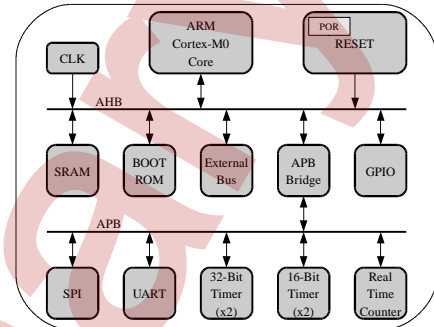 ARM
Cortex-M0
Core
POR
RESET
CLK
AHB
SRAM
BOOT
ROM
External
Bus
APB
Bridge
GPIO
APB
SPI
UART
32-Bit
Timer
(x2)
16-Bit
Timer
(x2)
Real
Time
Counter